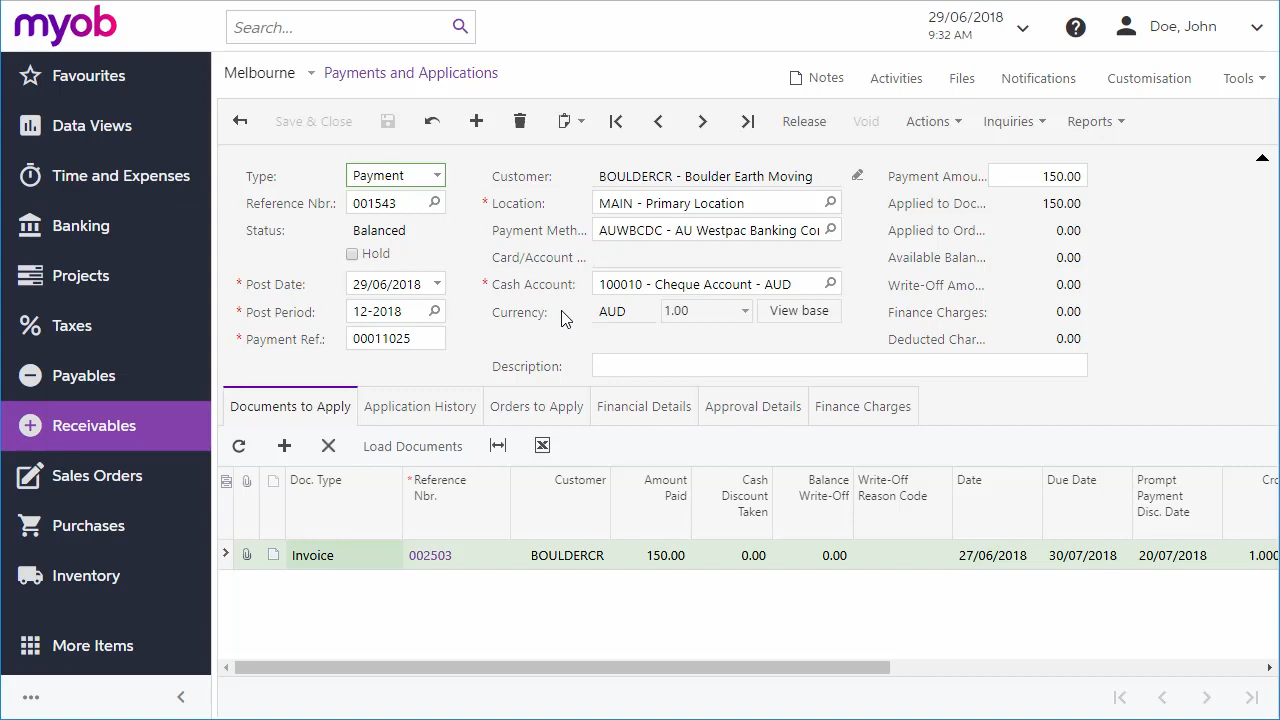 myob
Search...
29/06/2018
9:32 AM
Doe, John
Favourites
Data Views
Time and Expenses
Banking
Projects
Taxes
Payables
Receivables
Sales Orders
Purchases
Inventory
More Items
Melbourne Payments and Applications
Notes Activities Files Notifications Customisation Tools
Save & Close Release Void Actions Inquiries Reports
Type: Payment
Reference Nbr.: 001543
Status: Balanced
Hold
* Post Date: 29/06/2018
* Post Period: 12-2018
* Payment Ref.: 00011025
Customer: BOULDERCR - Boulder Earth Moving
* Location: MAIN - Primary Location
Payment Meth... AUWBCDC - AU Westpac Banking Cor
Card/Account ...
* Cash Account: 100010 - Cheque Account - AUD
Currency: AUD 1.00 View base
Description:
Payment Amou... 150.00
Applied to Doc... 150.00
Applied to Ord... 0.00
Available Balan... 0.00
Write-Off Amo... 0.00
Finance Charges: 0.00
Deducted Char... 0.00
Documents to Apply Application History Orders to Apply Financial Details Approval Details Finance Charges
Load Documents
Doc. Type
*Reference
Nbr.
Customer
Amount
Paid
Cash
Discount
Taken
Balance
Write-Off
Write-Off
Reason Code
Date
Due Date
Prompt
Payment
Disc. Date
Cro
Invoice 002503 BOULDERCR 150.00 0.00 0.00 27/06/2018 30/07/2018 20/07/2018 1.000